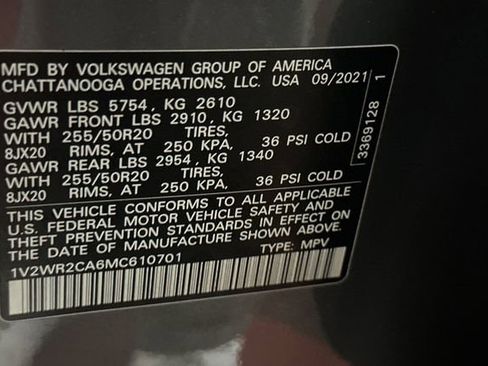 MFD BY VOLKSWAGEN GROUP OF AMERICA
CHATTANOOGA OPERATIONS, LLC. USA 09/2021
GVWR LBS 5754, KG 2610
GAWR FRONT LBS 2910, KG 1320
WITH 255/50R20 TIRES,
8JX20 RIMS, AT 250 KPA, 36 PSI COLD
GAWR REAR LBS 2954, KG 1340
WITH 255/50R20 TIRES,
8JX20 RIMS, AT 250 KPA, 36 PSI COLD
THIS VEHICLE CONFORMS TO ALL APPLICABLE
U.S. FEDERAL MOTOR VEHICLE SAFETY AND
THEFT PREVENTION STANDARDS IN EFFECT ON
THE DATE OF MANUFACTURE SHOWN ABOVE.
1V2WR2CA6MC610701 TYPE: MPV
3369128 1